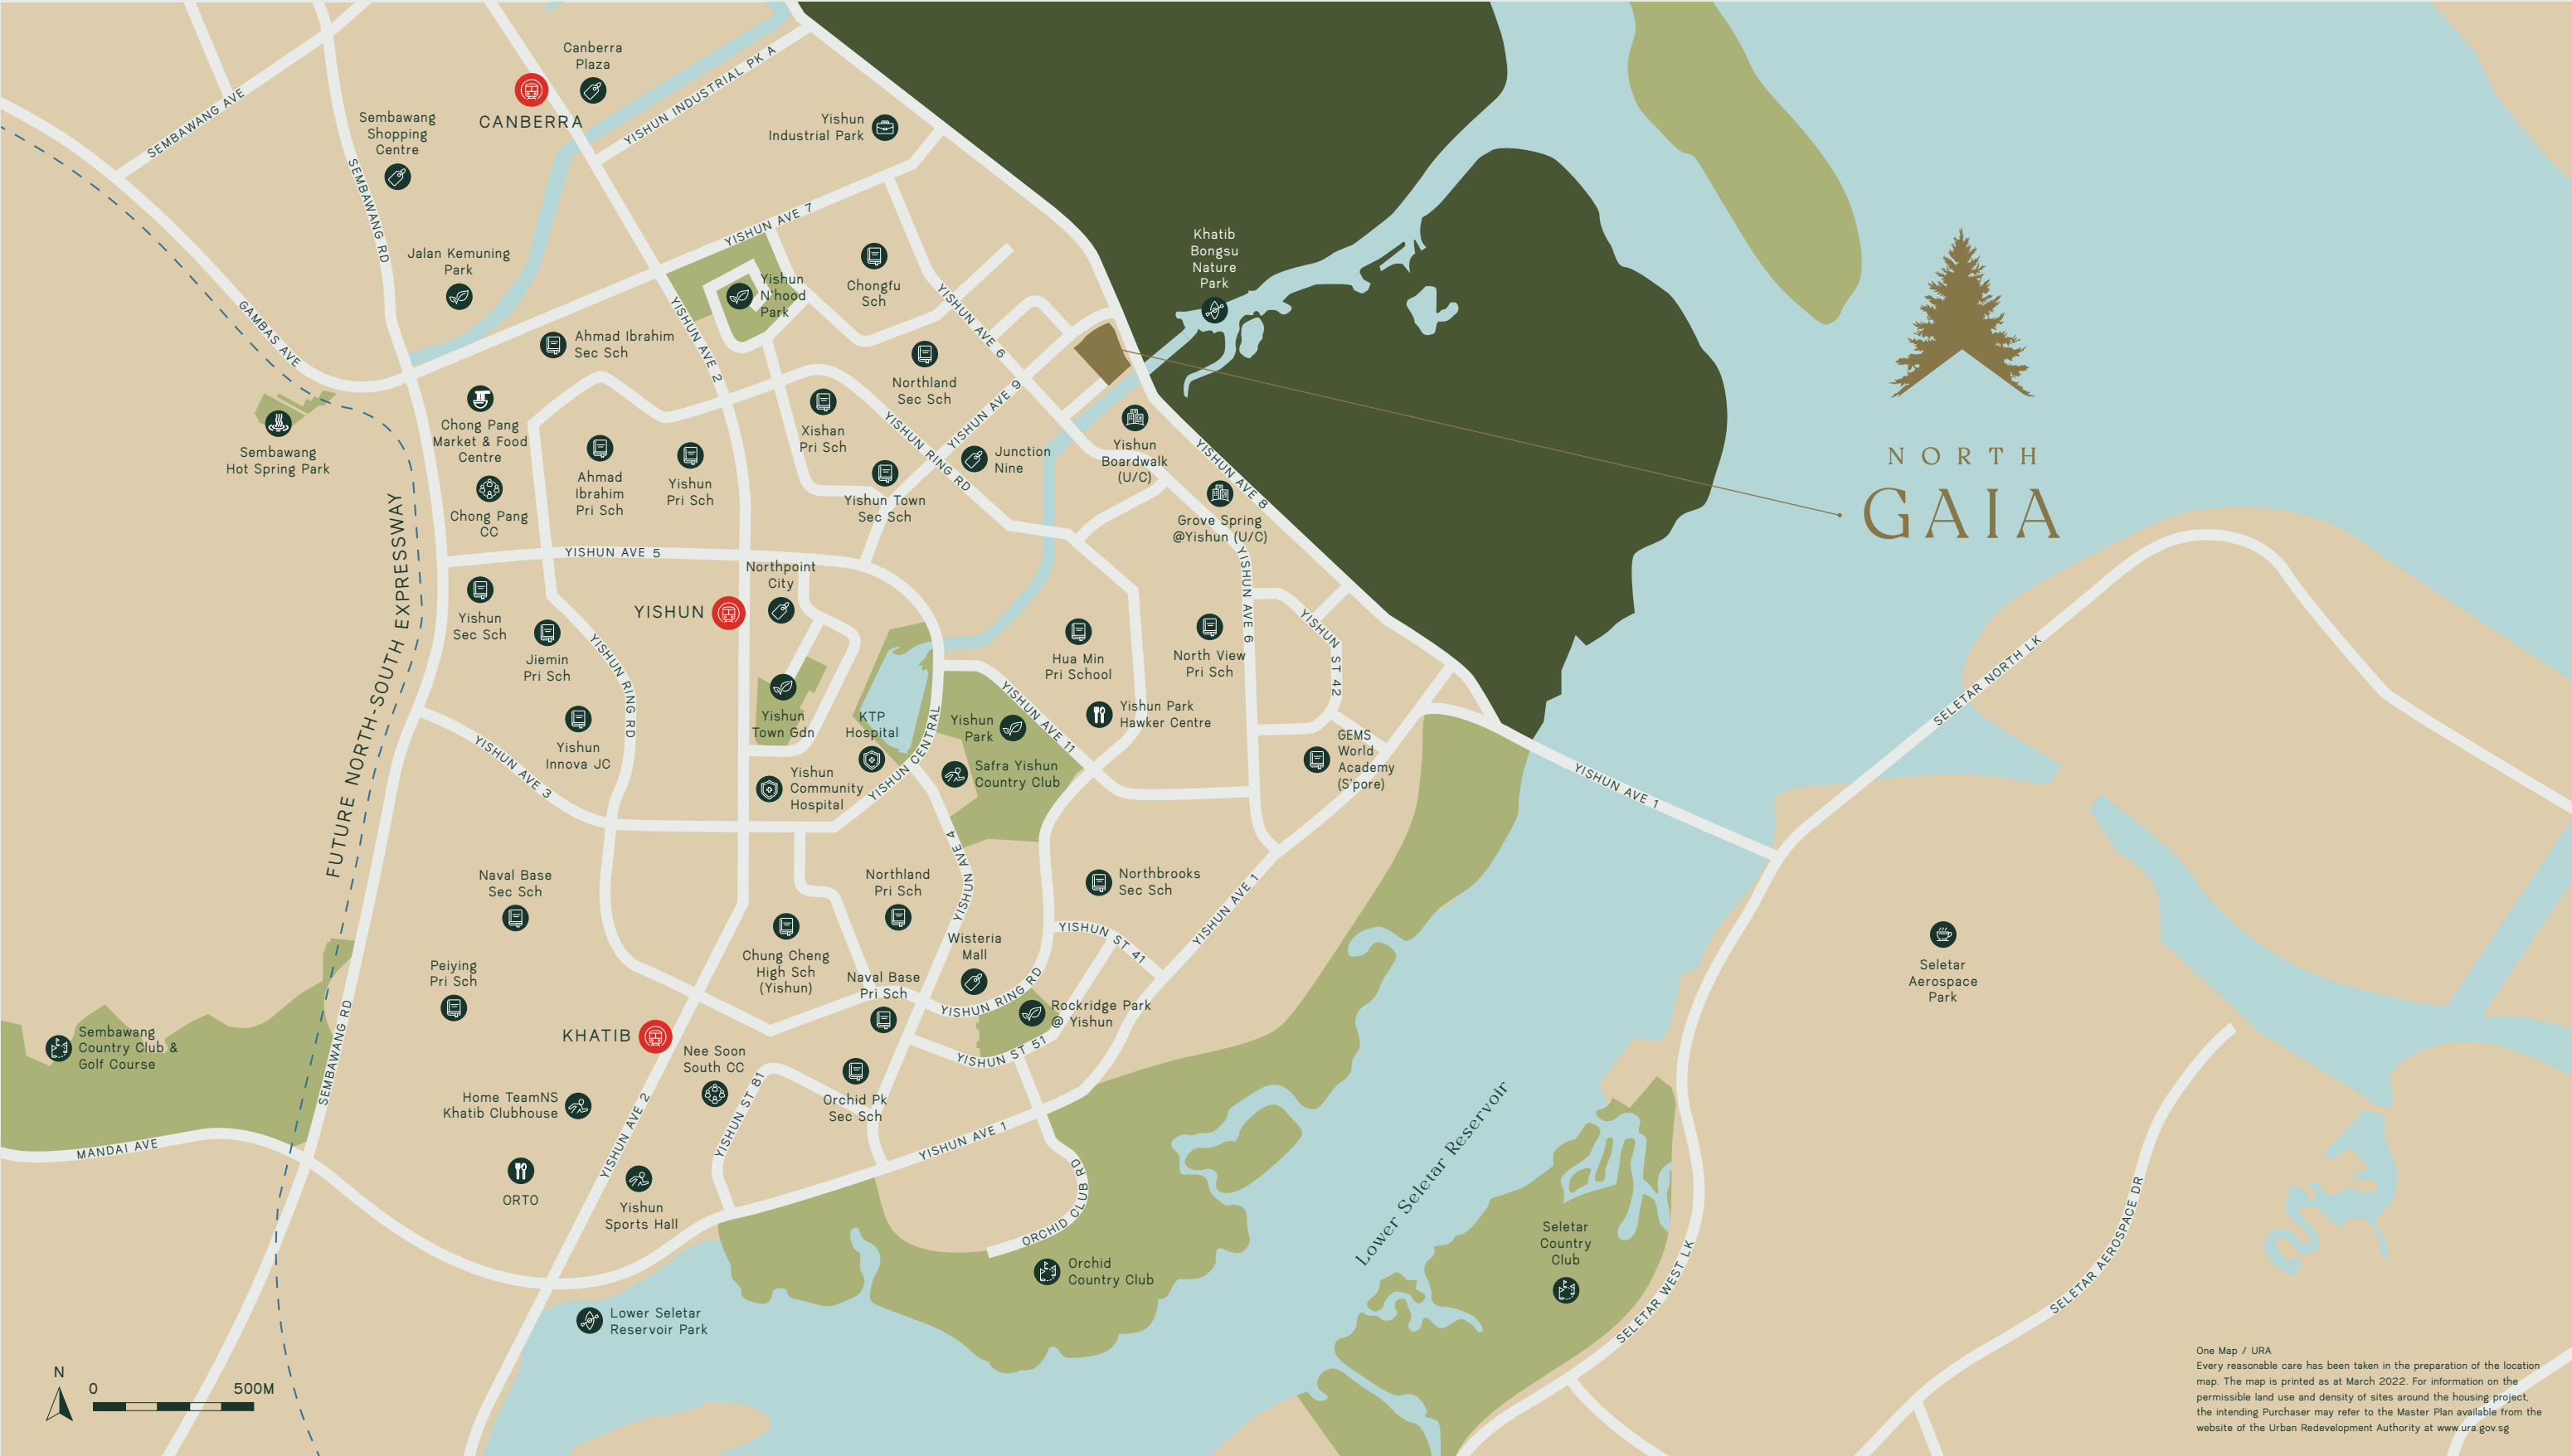 Canberra
Plaza
CANBERRA
YISHUN INDUSTRIAL PK A
SEMBAWANG AVE
Sembawang
Shopping
Centre
SEMBAWANG RD
Yishun
Industrial Park
YISHUN AVE 7
Jalan Kemuning
Park
Yishun
N'hood
Park
Chongfu
Sch
Khatib
Bongsu
Nature
Park
GAMBAS AVE
YISHUN AVE 2
YISHUN AVE 6
Ahmad Ibrahim
Sec Sch
Northland
Sec Sch
YISHUN AVE 9
Chong Pang
Market & Food
Centre
Xishan
Pri Sch
YISHUN RING RD
Junction
Nine
Yishun
Boardwalk
(U/C)
YISHUN AVE 8
NORTH
GAIA
Sembawang
Hot Spring Park
Ahmad
Ibrahim
Pri Sch
Yishun
Pri Sch
Yishun Town
Sec Sch
Chong Pang
CC
Grove Spring
@Yishun (U/C)
YISHUN AVE 5
Northpoint
City
YISHUN
YISHUN AVE 6
Yishun
Sec Sch
Jiemin
Pri Sch
YISHUN RING RD
Hua Min
Pri School
North View
Pri Sch
YISHUN ST 42
FUTURE NORTH-SOUTH EXPRESSWAY
SELETAR NORTH LK
Yishun
Town Gdn
KTP
Hospital
YISHUN CENTRAL
Yishun
Park
YISHUN AVE 11
Yishun Park
Hawker Centre
Yishun
Innova JC
YISHUN AVE 3
Yishun
Community
Hospital
Safra Yishun
Country Club
GEMS
World
Academy
(S'pore)
YISHUN AVE 1
YISHUN AVE 4
Naval Base
Sec Sch
Northland
Pri Sch
Northbrooks
Sec Sch
YISHUN AVE 1
Chung Cheng
High Sch
(Yishun)
Wisteria
Mall
YISHUN ST 41
Peiying
Pri Sch
Naval Base
Pri Sch
YISHUN RING RD
Rockridge Park
@ Yishun
Seletar
Aerospace
Park
SEMBAWANG RD
Sembawang
Country Club &
Golf Course
KHATIB
Nee Soon
South CC
YISHUN ST 51
Home TeamNS
Khatib Clubhouse
YISHUN AVE 2
YISHUN ST 81
Orchid Pk
Sec Sch
YISHUN AVE 1
MANDAI AVE
ORTO
Yishun
Sports Hall
ORCHID CLUB RD
Lower Seletar Reservoir
Orchid
Country Club
Seletar
Country
Club
SELETAR WEST LK
SELETAR AEROSPACE DR
Lower Seletar
Reservoir Park
N
0 500M
One Map / URA
Every reasonable care has been taken in the preparation of the location
map. The map is printed as at March 2022. For information on the
permissible land use and density of sites around the housing project,
the intending Purchaser may refer to the Master Plan available from the
website of the Urban Redevelopment Authority at www.ura.gov.sg